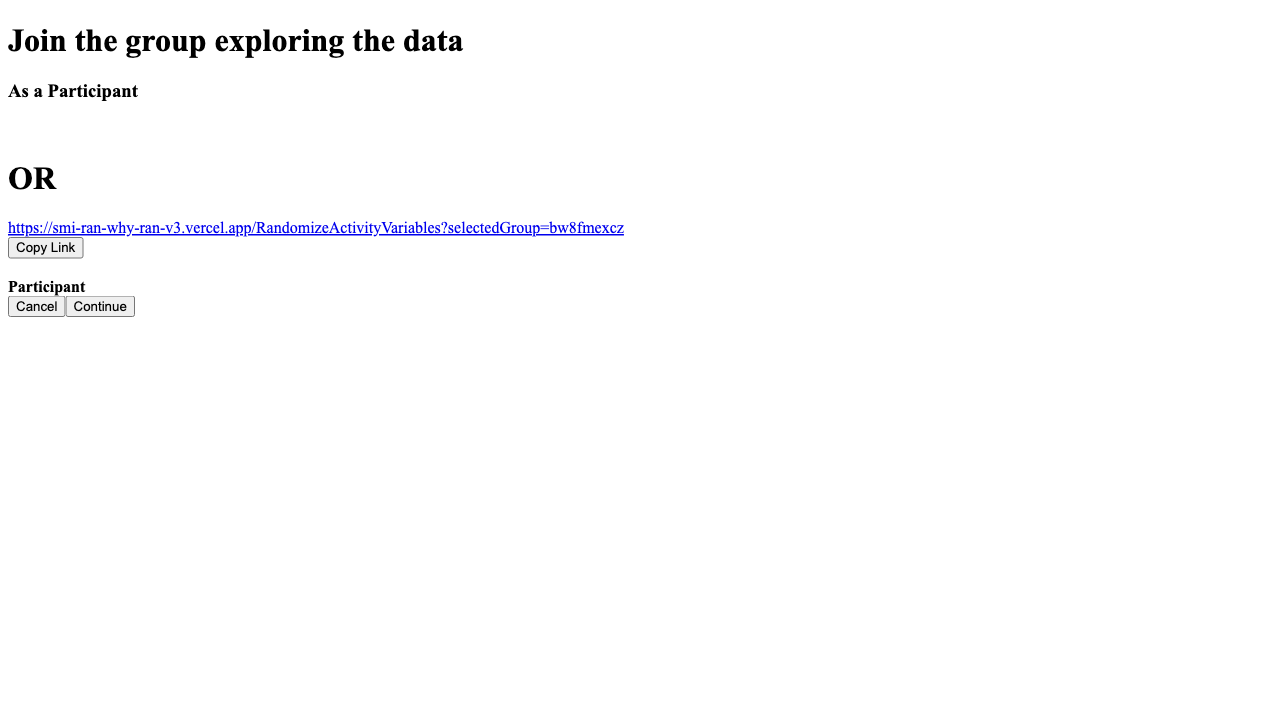 Join the group exploring the data
As a Participant
OR
https://smi-ran-why-ran-v3.vercel.app/RandomizeActivityVariables?selectedGroup=bw8fmexcz
Copy Link
Participant
Cancel Continue